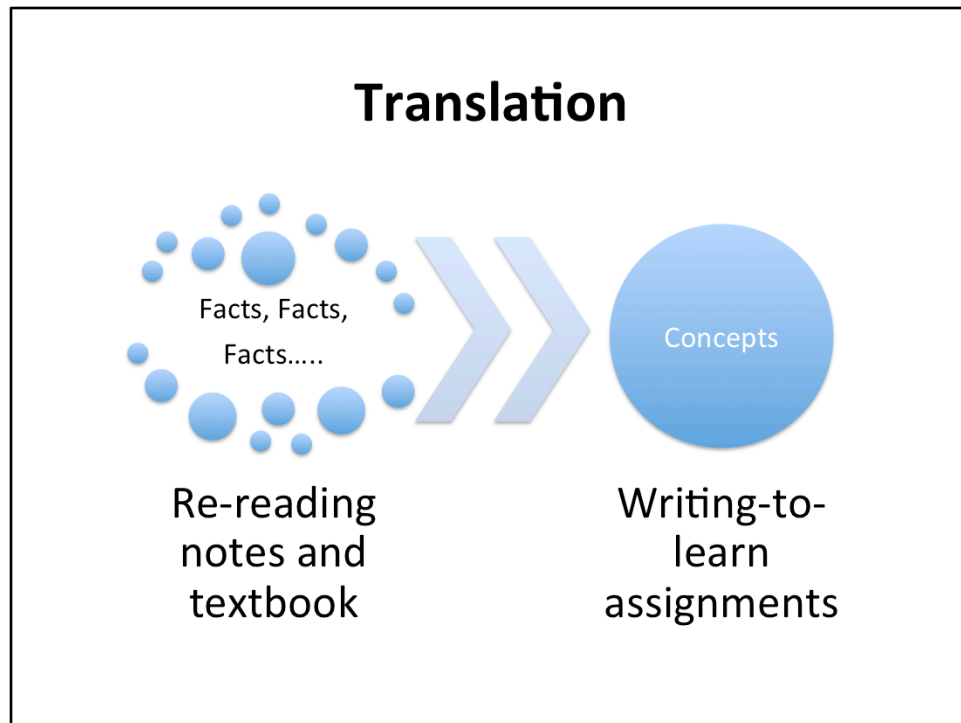 Translation
Facts, Facts,
Facts…..
Concepts
Re-reading
notes and
textbook
Writing-to-
learn
assignments